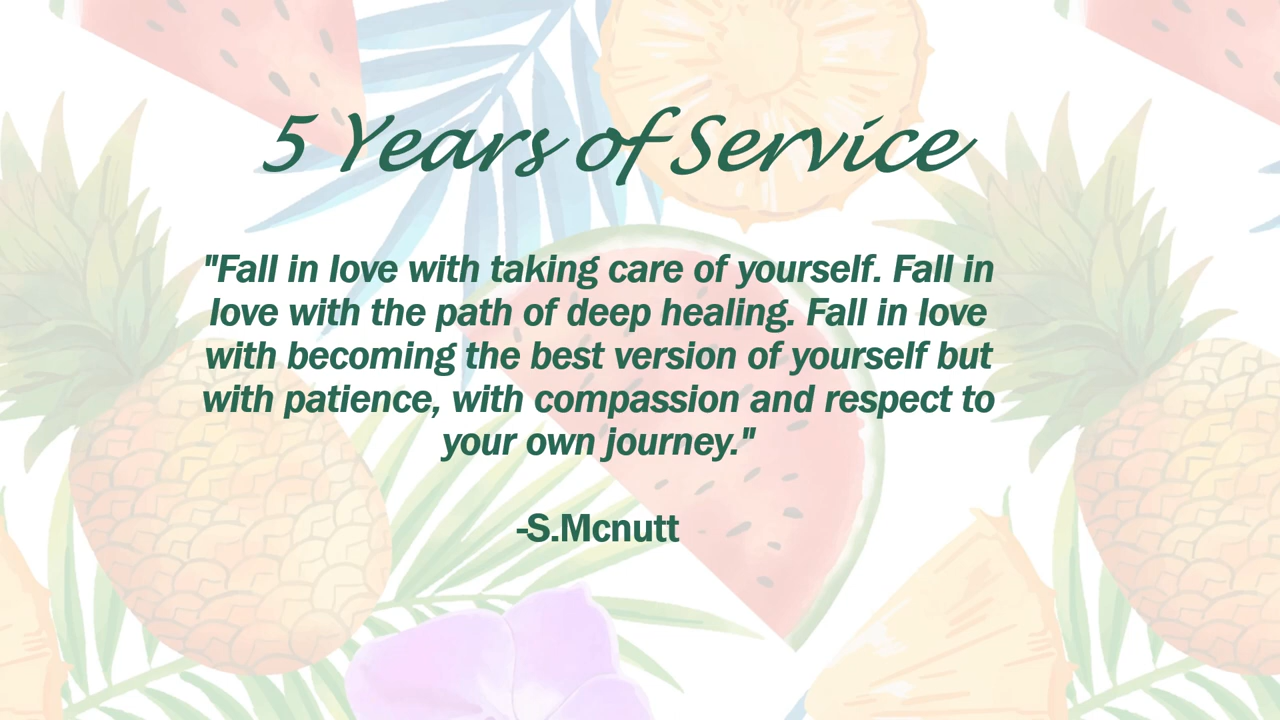 5 Years of Service
"Fall in love with taking care of yourself. Fall in
love with the path of deep healing. Fall in love
with becoming the best version of yourself but
with patience, with compassion and respect to
your own journey."
-S.Mcnutt